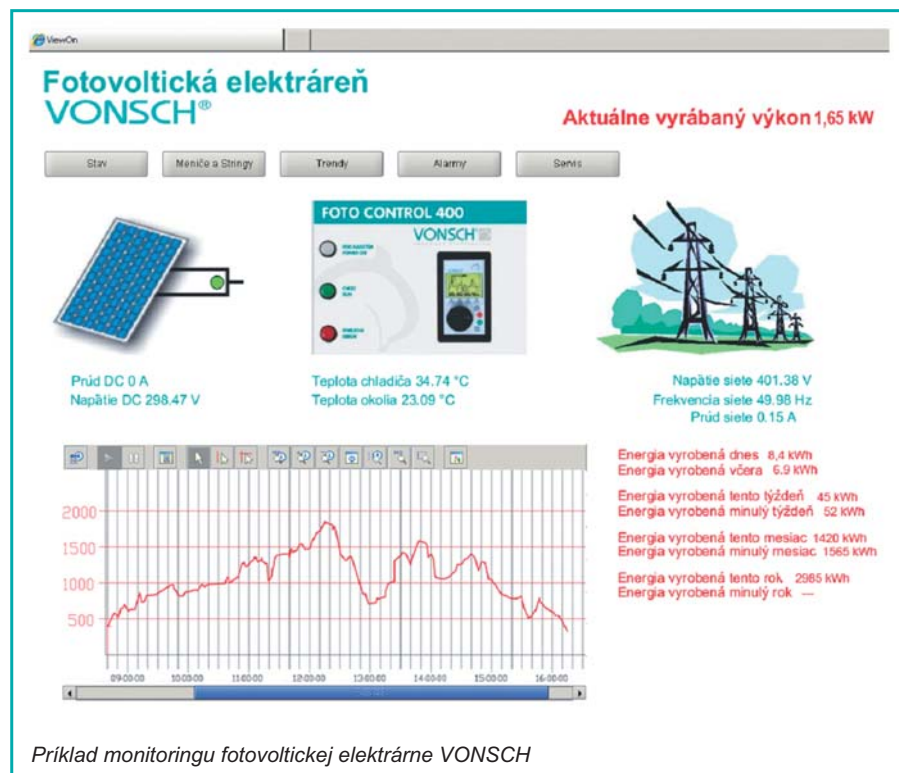 ViewOn
Fotovoltická elektráreň
VONSCH®
Aktuálne vyrábaný výkon 1,65 kW
Stav Meniče a Stringy Trendy Alarmy Servis
FOTO CONTROL 400
VONSCH
Prúd DC 0 A
Napätie DC 298.47 V
Teplota chladiča 34.74 °C
Teplota okolia 23.09 °C
Napätie siete 401.38 V
Frekvencia siete 49.98 Hz
Prúd siete 0.15 A
Energia vyrobená dnes 8,4 kWh
Energia vyrobená včera 6.9 kWh
Energia vyrobená tento týždeň 45 kWh
Energia vyrobená minulý týždeň 52 kWh
Energia vyrobená tento mesiac 1420 kWh
Energia vyrobená minulý mesiac 1565 kWh
Energia vyrobená tento rok 2985 kWh
Energia vyrobená minulý rok ---
2000
1500
1000
500
09:00:00 10:00:00 11:00:00 12:00:00 13:00:00 14:00:00 15:00:00 16:00:00
Príklad monitoringu fotovoltickej elektrárne VONSCH